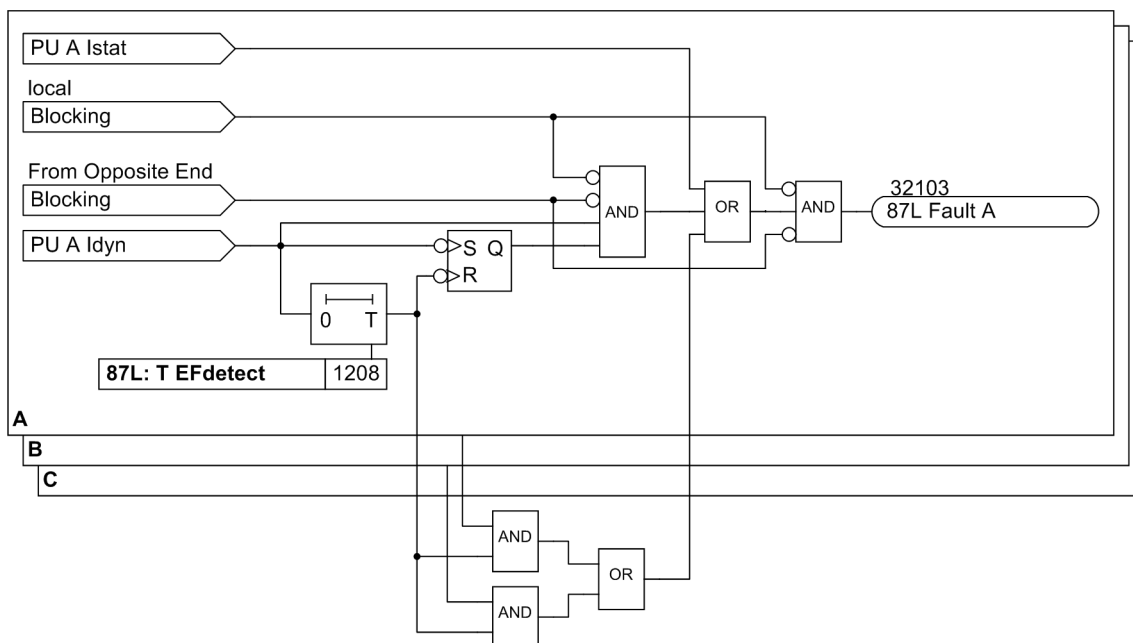 PU A Istat
local
Blocking
From Opposite End
Blocking
PU A Idyn
S Q
R
AND
OR
AND
32103
87L Fault A
0 T
87L: T EFdetect 1208
A
B
C
AND
OR
AND